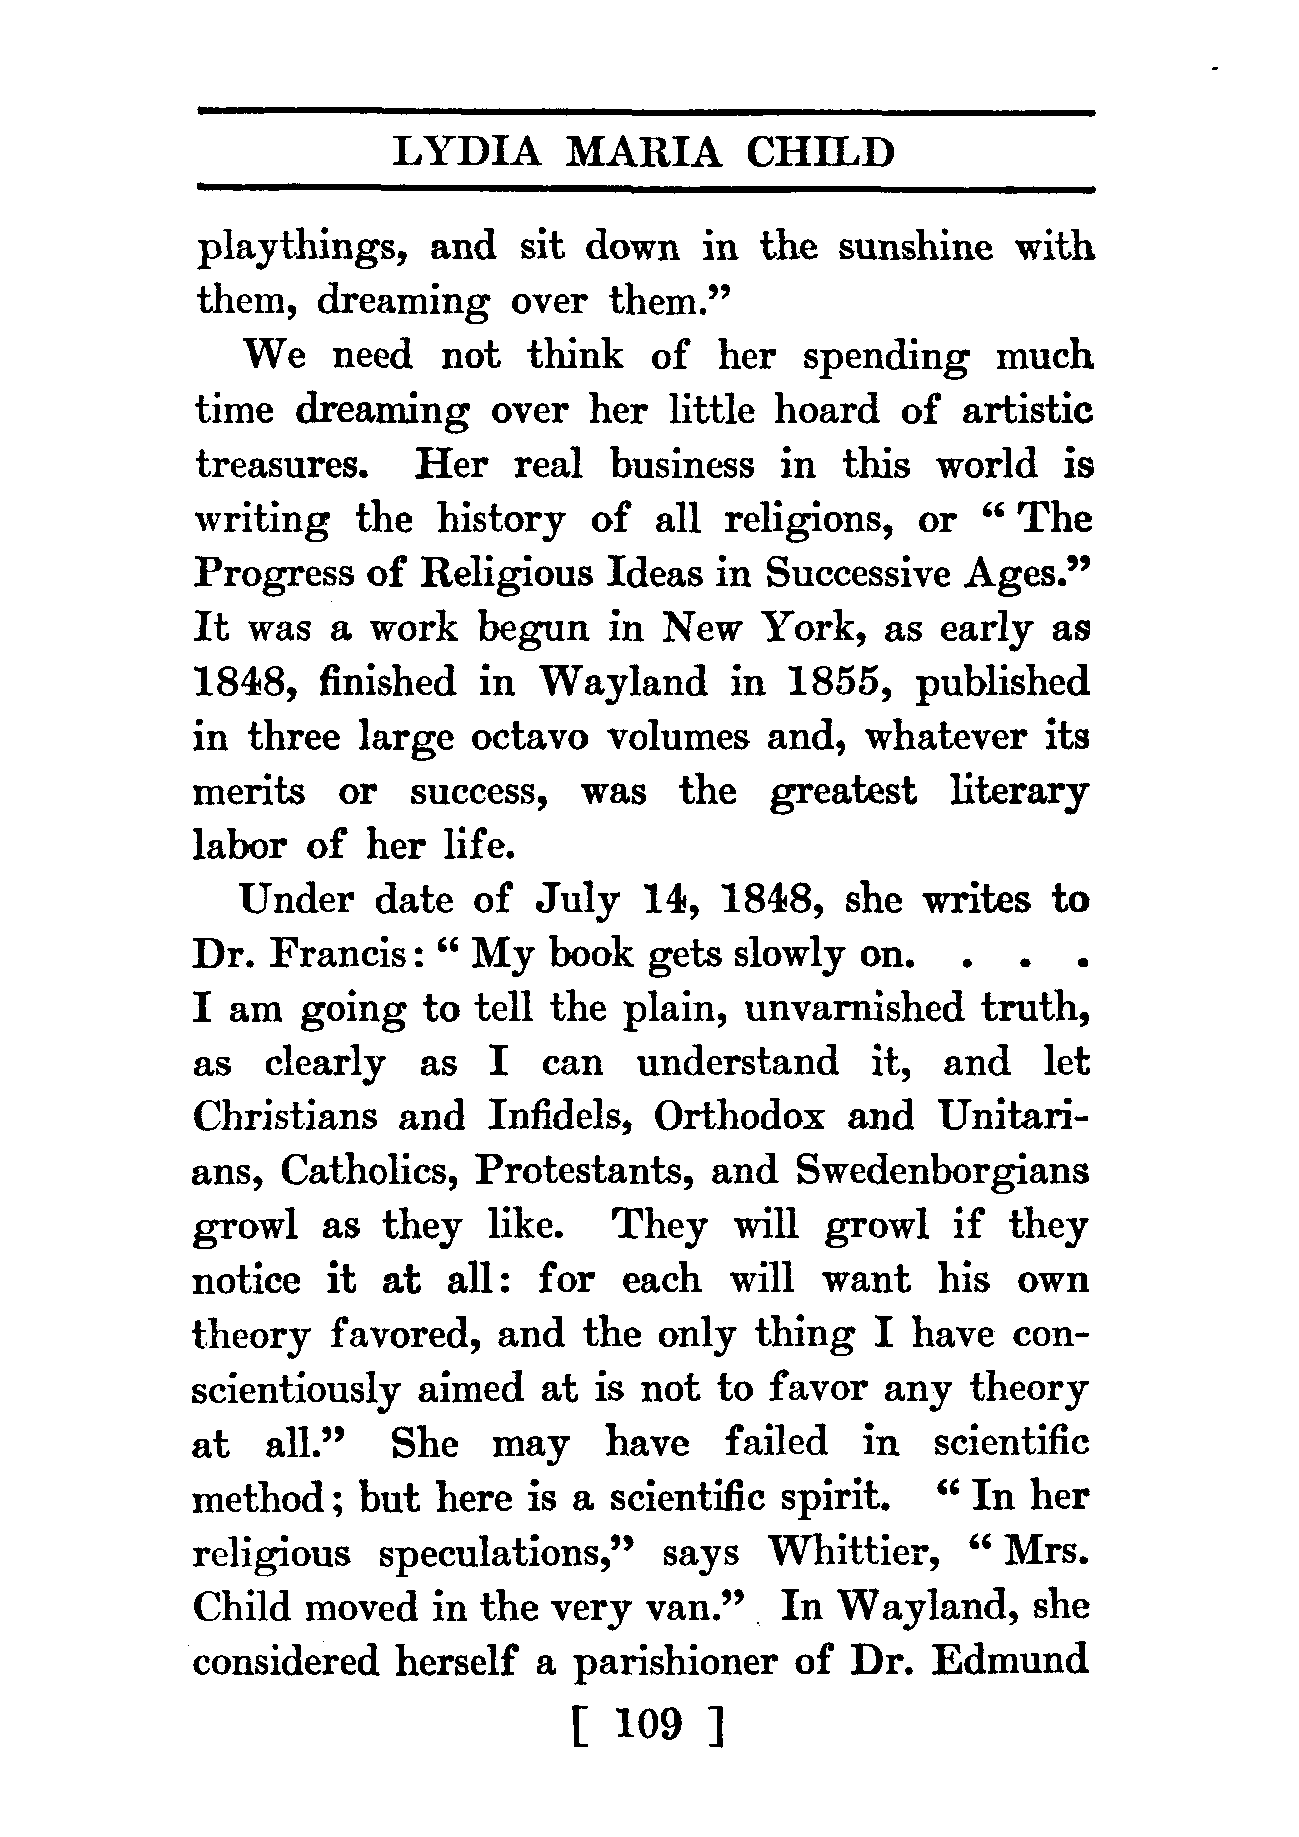 LYDIA MARIA CHILD
playthings, and sit down in the sunshine with
them, dreaming over them."
We need not think of her spending much
time dreaming over her little hoard of artistic
treasures. Her real business in this world is
writing the history of all religions, or " The
Progress of Religious Ideas in Successive Ages."
It was a work begun in New York, as early as
1848, finished in Wayland in 1855, published
in three large octavo volumes and, whatever its
merits or success, was the greatest literary
labor of her life.
Under date of July 14, 1848, she writes to
Dr. Francis: " My book gets slowly on. . . .
I am going to tell the plain, unvarnished truth,
as clearly as I can understand it, and let
Christians and Infidels, Orthodox and Unitari-
ans, Catholics, Protestants, and Swedenborgians
growl as they like. They will growl if they
notice it at all: for each will want his own
theory favored, and the only thing I have con-
scientiously aimed at is not to favor any theory
at all." She may have failed in scientific
method; but here is a scientific spirit. " In her
religious speculations," says Whittier, " Mrs.
Child moved in the very van." In Wayland, she
considered herself a parishioner of Dr. Edmund
[ 109 ]